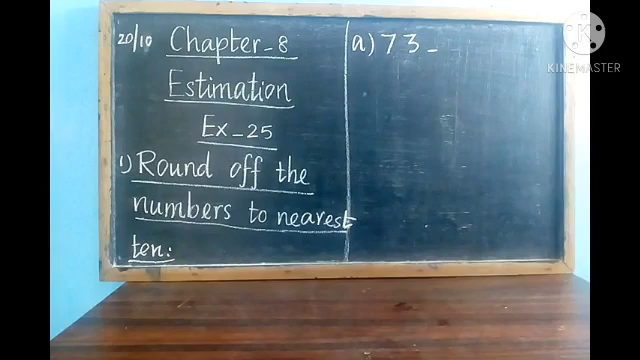 20/10 Chapter-8
Estimation
Ex-25
1) Round off the
numbers to nearest
ten:
a) 73-
KINEMASTER